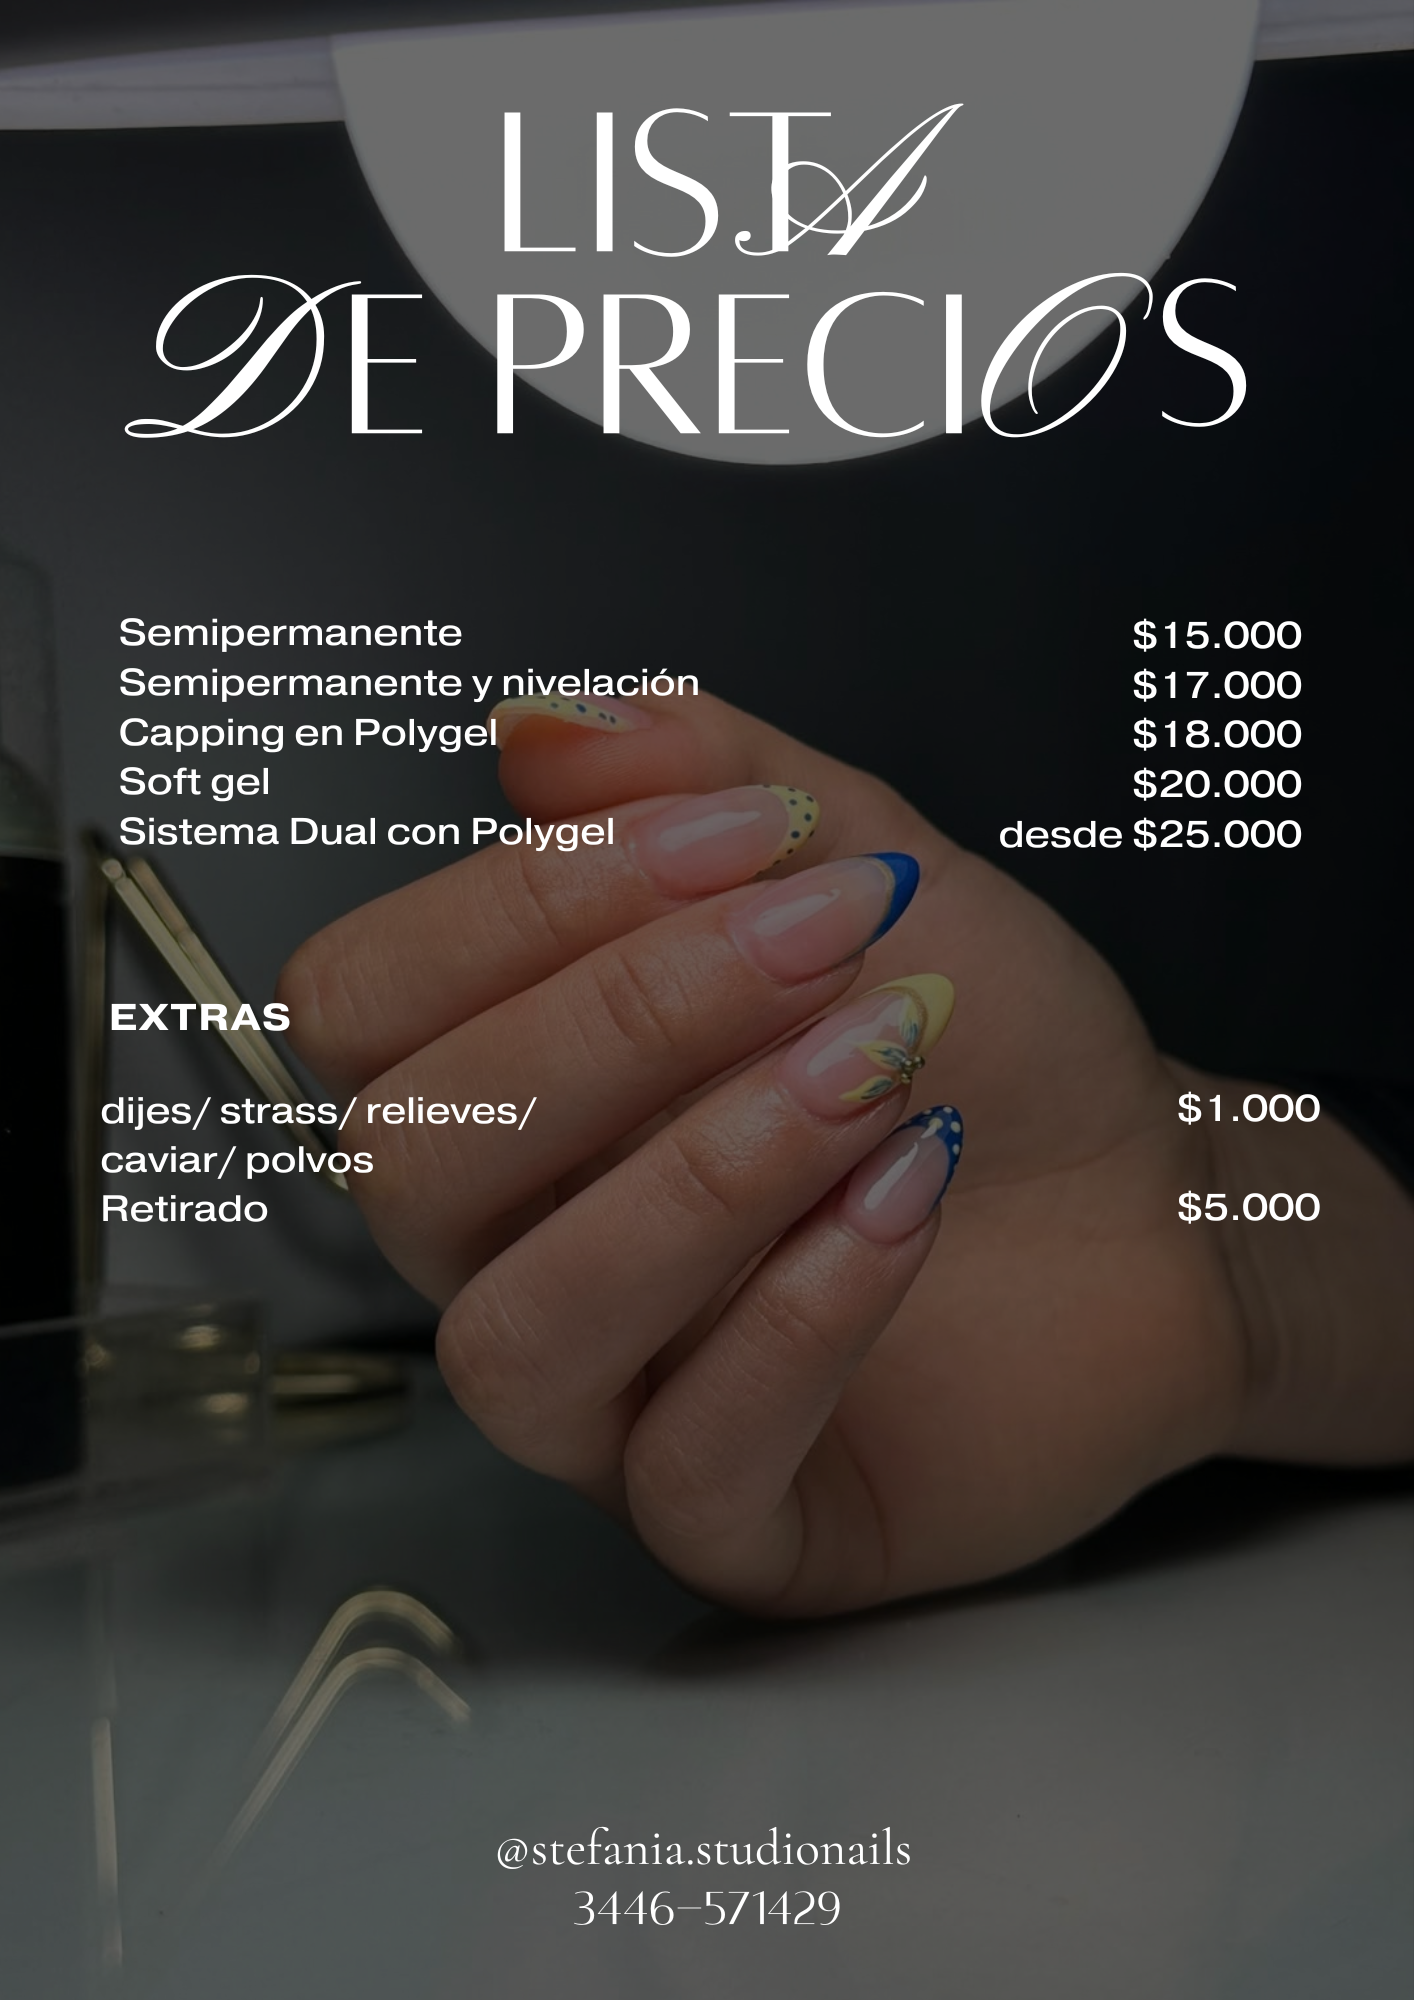 LISTA
DE PRECIOS
Semipermanente $15.000
Semipermanente y nivelación $17.000
Capping en Polygel $18.000
Soft gel $20.000
Sistema Dual con Polygel desde $25.000
EXTRAS
dijes/ strass/ relieves/ $1.000
caviar/ polvos
Retirado $5.000
@stefania.studionails
3446-571429